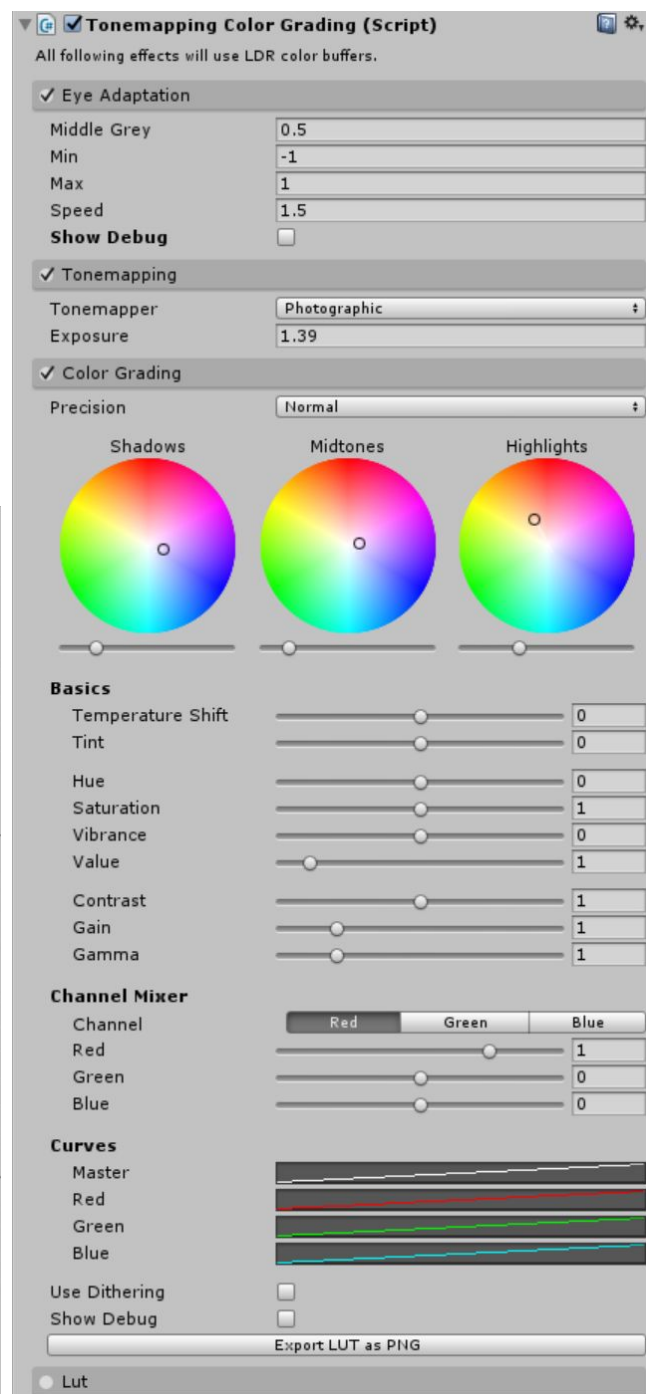 Tonemapping Color Grading (Script)
All following effects will use LDR color buffers.
Eye Adaptation
Middle Grey 0.5
Min -1
Max 1
Speed 1.5
Show Debug
Tonemapping
Tonemapper Photographic
Exposure 1.39
Color Grading
Precision Normal
Shadows Midtones Highlights
Basics
Temperature Shift 0
Tint 0
Hue 0
Saturation 1
Vibrance 0
Value 1
Contrast 1
Gain 1
Gamma 1
Channel Mixer
Channel Red Green Blue
Red 1
Green 0
Blue 0
Curves
Master
Red
Green
Blue
Use Dithering
Show Debug
Export LUT as PNG
Lut